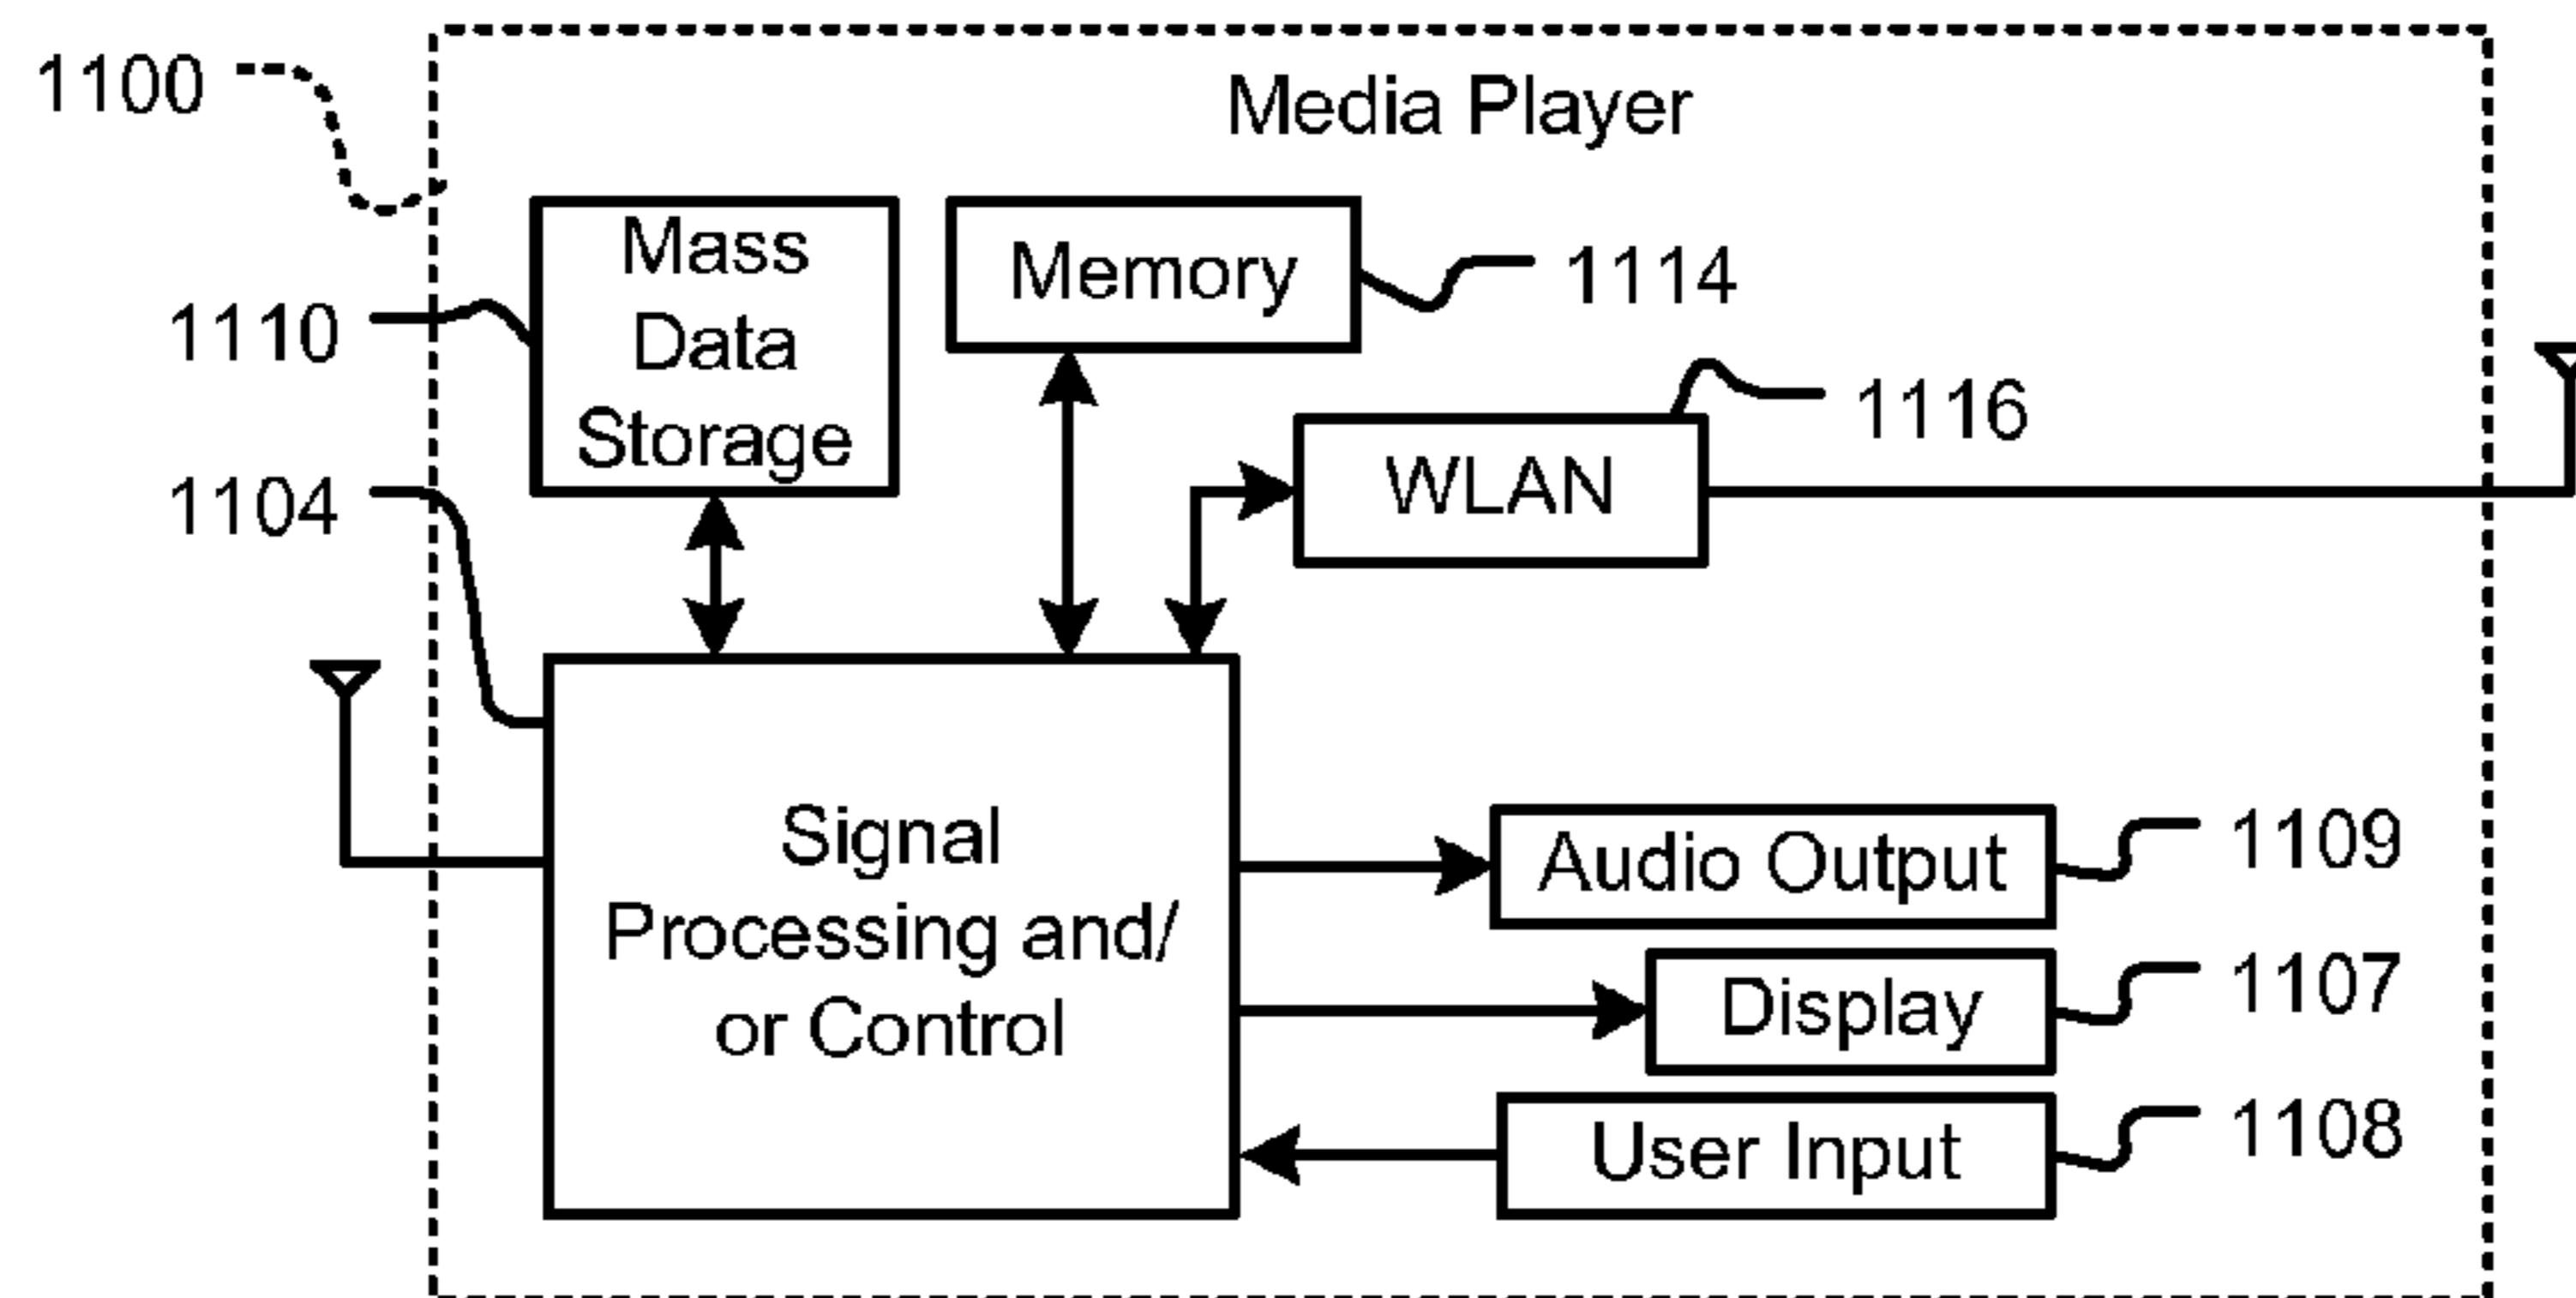 1100
Media Player
Mass
Data
Storage
Memory
1114
1110
1116
WLAN
1104
Signal
Processing and/
or Control
Audio Output
1109
Display
1107
User Input
1108